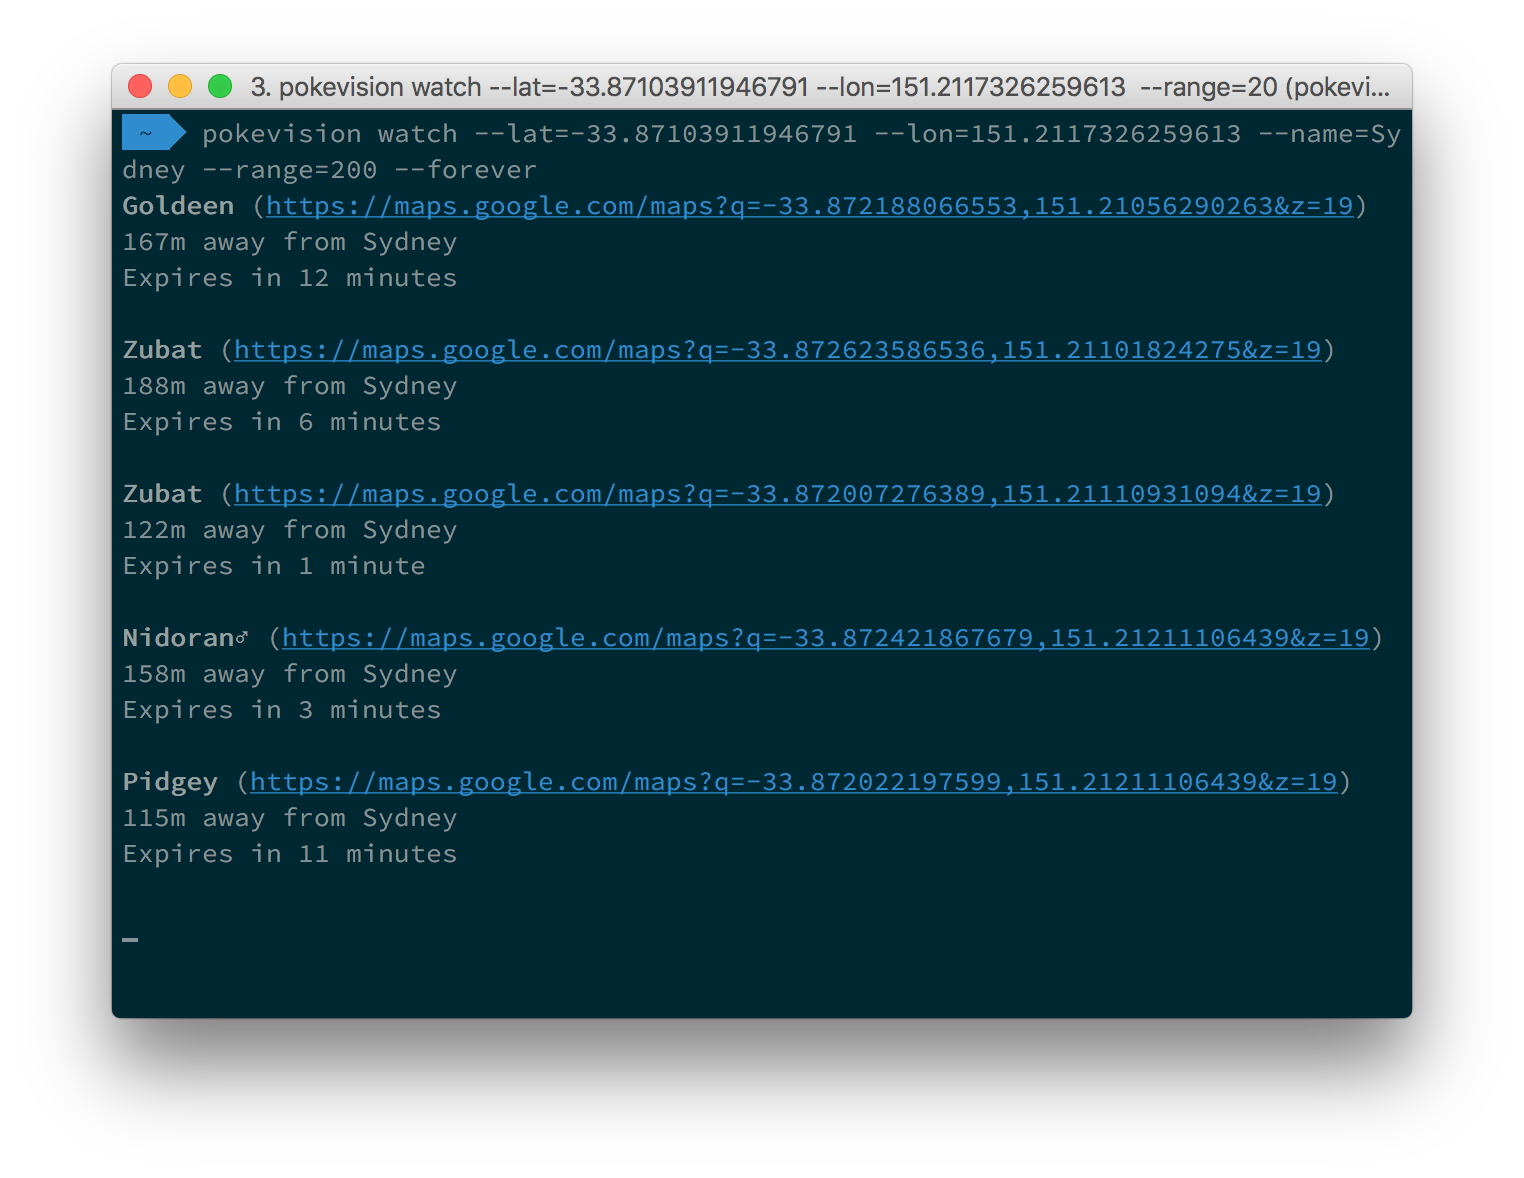 3. pokevision watch --lat=-33.87103911946791 --lon=151.2117326259613  --range=20 (pokevi...
~ pokevision watch --lat=-33.87103911946791 --lon=151.2117326259613 --name=Sy
dney --range=200 --forever
Goldeen (https://maps.google.com/maps?q=-33.872188066553,151.21056290263&z=19)
167m away from Sydney
Expires in 12 minutes
Zubat (https://maps.google.com/maps?q=-33.872623586536,151.21101824275&z=19)
188m away from Sydney
Expires in 6 minutes
Zubat (https://maps.google.com/maps?q=-33.872007276389,151.21110931094&z=19)
122m away from Sydney
Expires in 1 minute
Nidoran♂ (https://maps.google.com/maps?q=-33.872421867679,151.21211106439&z=19)
158m away from Sydney
Expires in 3 minutes
Pidgey (https://maps.google.com/maps?q=-33.872022197599,151.21211106439&z=19)
115m away from Sydney
Expires in 11 minutes